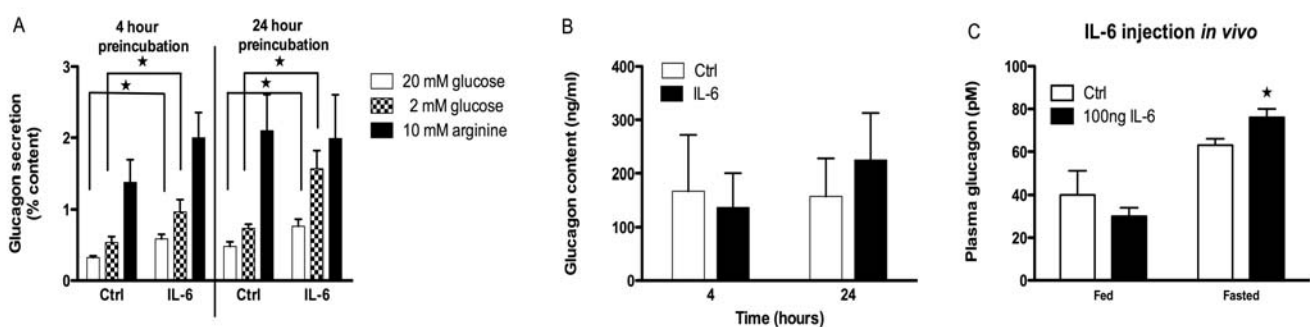 A
4 hour preincubation
24 hour preincubation
★
★
★
★
Glucagon secretion (% content)
3
2
1
0
Ctrl
IL-6
Ctrl
IL-6
20 mM glucose
2 mM glucose
10 mM arginine
B
Ctrl
IL-6
Glucagon content (ng/ml)
400
300
200
150
100
0
4
24
Time (hours)
C
IL-6 injection in vivo
Ctrl
100ng IL-6
★
Plasma glucagon (pM)
100
80
60
40
20
0
Fed
Fasted